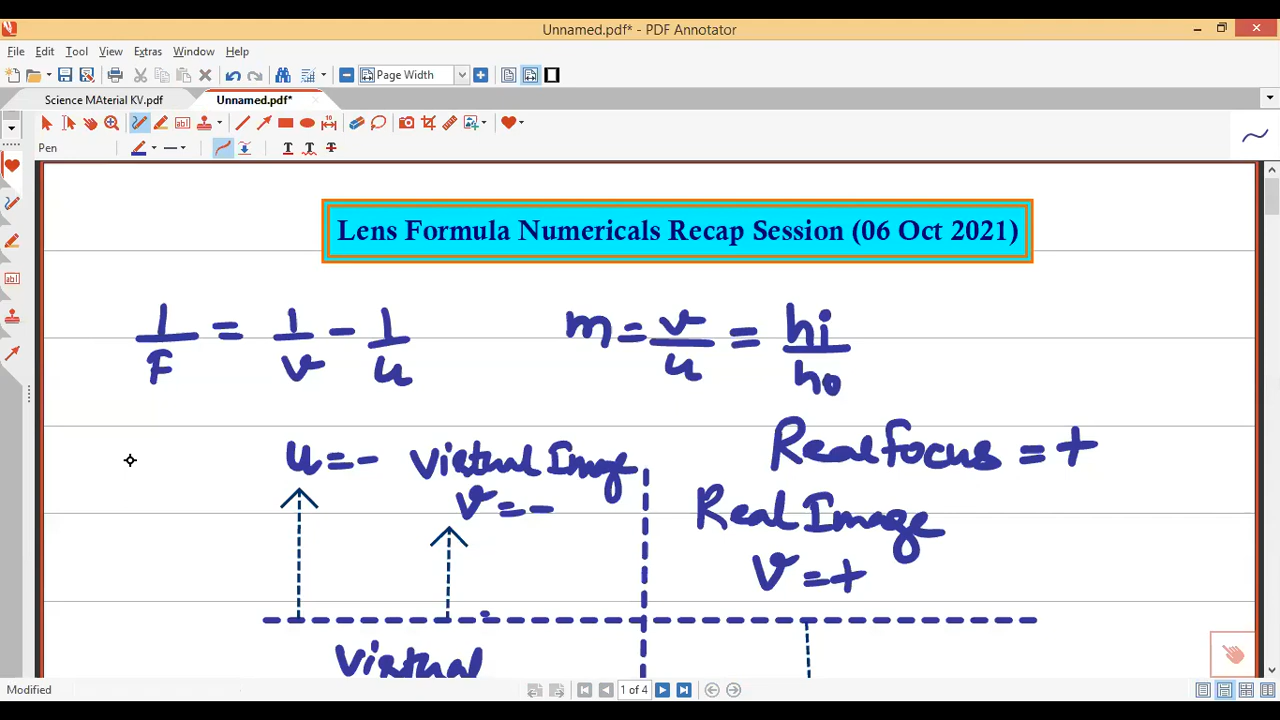 Unnamed.pdf* - PDF Annotator
File Edit Tool View Extras Window Help
Page Width
Science MAterial KV.pdf Unnamed.pdf*
Pen
Lens Formula Numericals Recap Session (06 Oct 2021)
1/F = 1/v - 1/u m = v/u = hi/ho
u = - Virtual Image Real Focus = +
v = - Real Image
v = +
Virtual
Modified 1 of 4